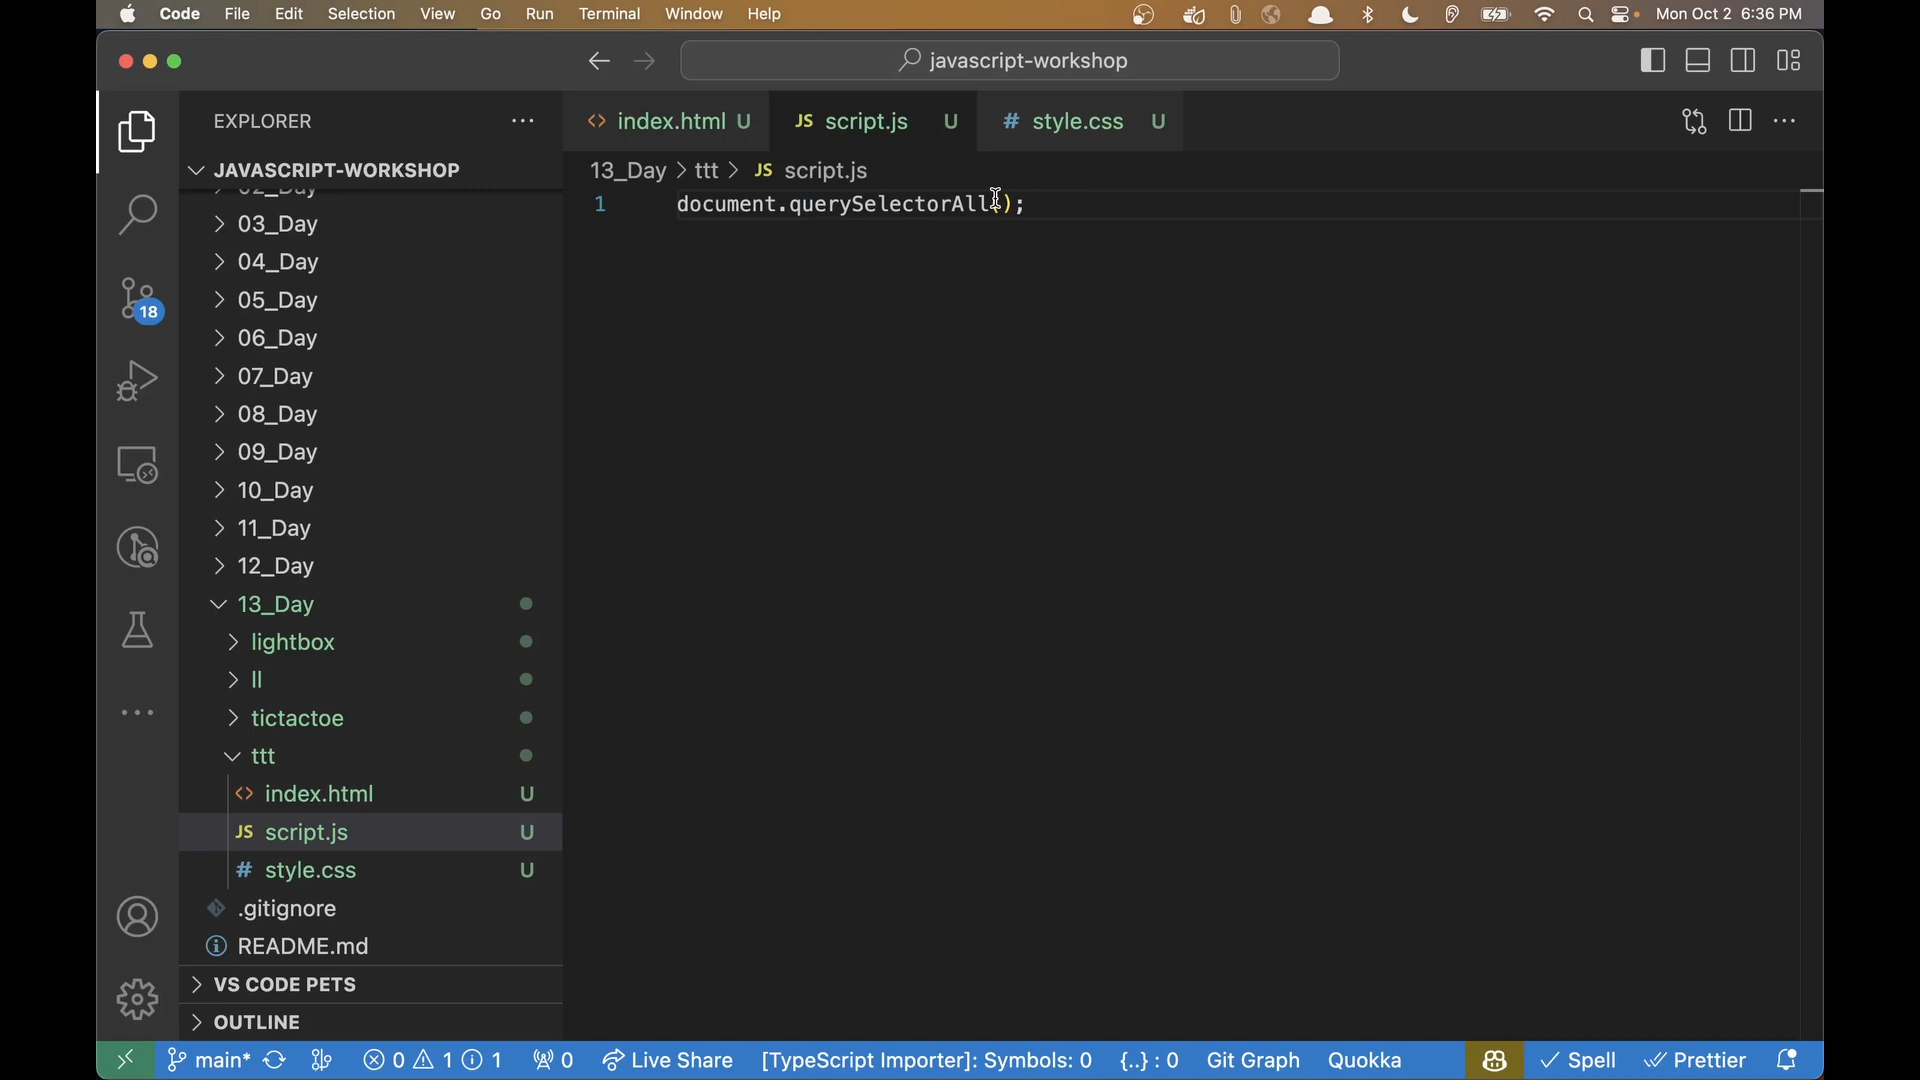 Code File Edit Selection View Go Run Terminal Window Help Mon Oct 2 6:36 PM
javascript-workshop
EXPLORER
index.html U
JS script.js U
# style.css U
JAVASCRIPT-WORKSHOP
13_Day > ttt > JS script.js
1 document.querySelectorAll();
02_Day
03_Day
04_Day
05_Day
06_Day
07_Day
08_Day
09_Day
10_Day
11_Day
12_Day
13_Day
lightbox
ll
tictactoe
ttt
index.html U
JS script.js U
# style.css U
.gitignore
README.md
VS CODE PETS
OUTLINE
18
main* 0 1 1 0 Live Share [TypeScript Importer]: Symbols: 0 {..} : 0 Git Graph Quokka Spell Prettier